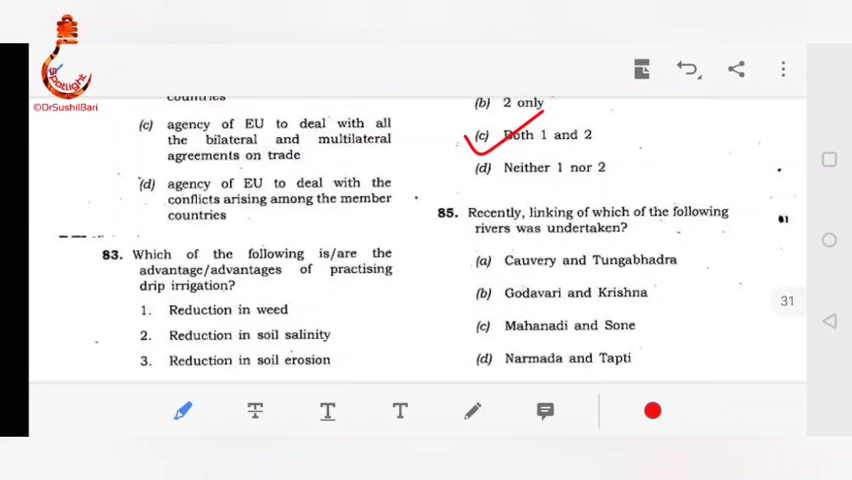 Spotlight
©DrSushilBari
countries
(c) agency of EU to deal with all
the bilateral and multilateral
agreements on trade
(d) agency of EU to deal with the
conflicts arising among the member
countries
83. Which of the following is/are the
advantage/advantages of practising
drip irrigation?
1. Reduction in weed
2. Reduction in soil salinity
3. Reduction in soil erosion
(b) 2 only
(c) Both 1 and 2
(d) Neither 1 nor 2
85. Recently, linking of which of the following
rivers was undertaken?
(a) Cauvery and Tungabhadra
(b) Godavari and Krishna
(c) Mahanadi and Sone
(d) Narmada and Tapti
31
T T T